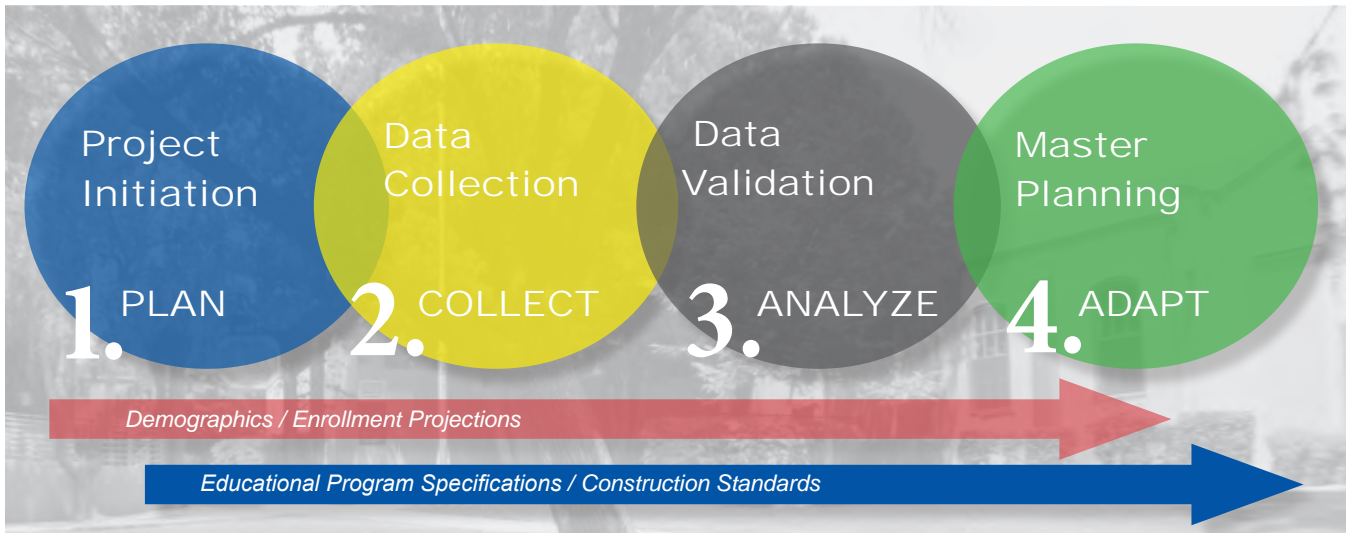 Project
Initiation
1. PLAN
Data
Collection
2. COLLECT
Data
Validation
3. ANALYZE
Master
Planning
4. ADAPT
Demographics / Enrollment Projections
Educational Program Specifications / Construction Standards